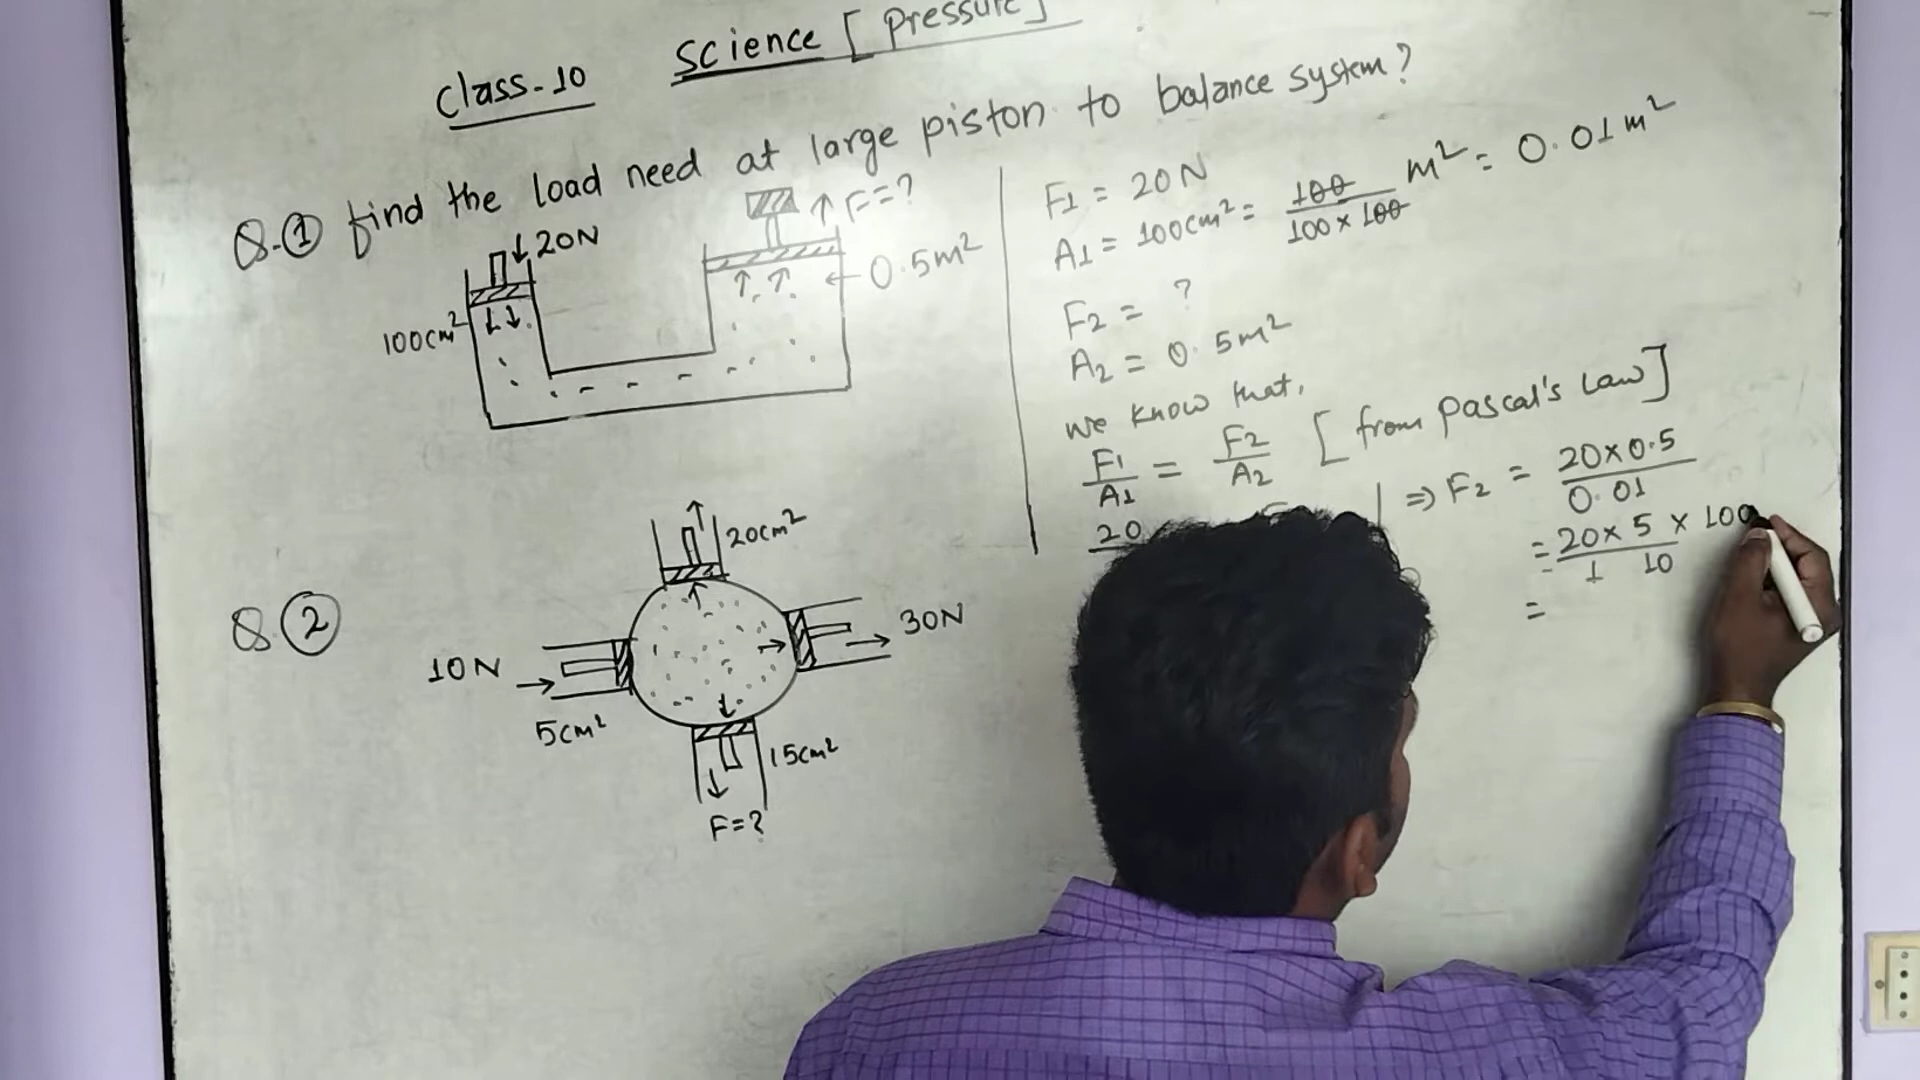 Class-10 Science [Pressure]
Q.① find the load need at large piston to balance system?
↓20N
↑ F=?
100cm²
←0.5m²
F1 = 20N
A1 = 100cm² = 100/100×100 m² = 0.01m²
F2 = ?
A2 = 0.5m²
we know that,
F1/A1 = F2/A2 [from pascal's Law]
20
⇒ F2 = 20×0.5/0.01
= 20×5/1 10 × 100
=
Q.②
20cm²
10N →
5cm²
→ 30N
15cm²
F=?